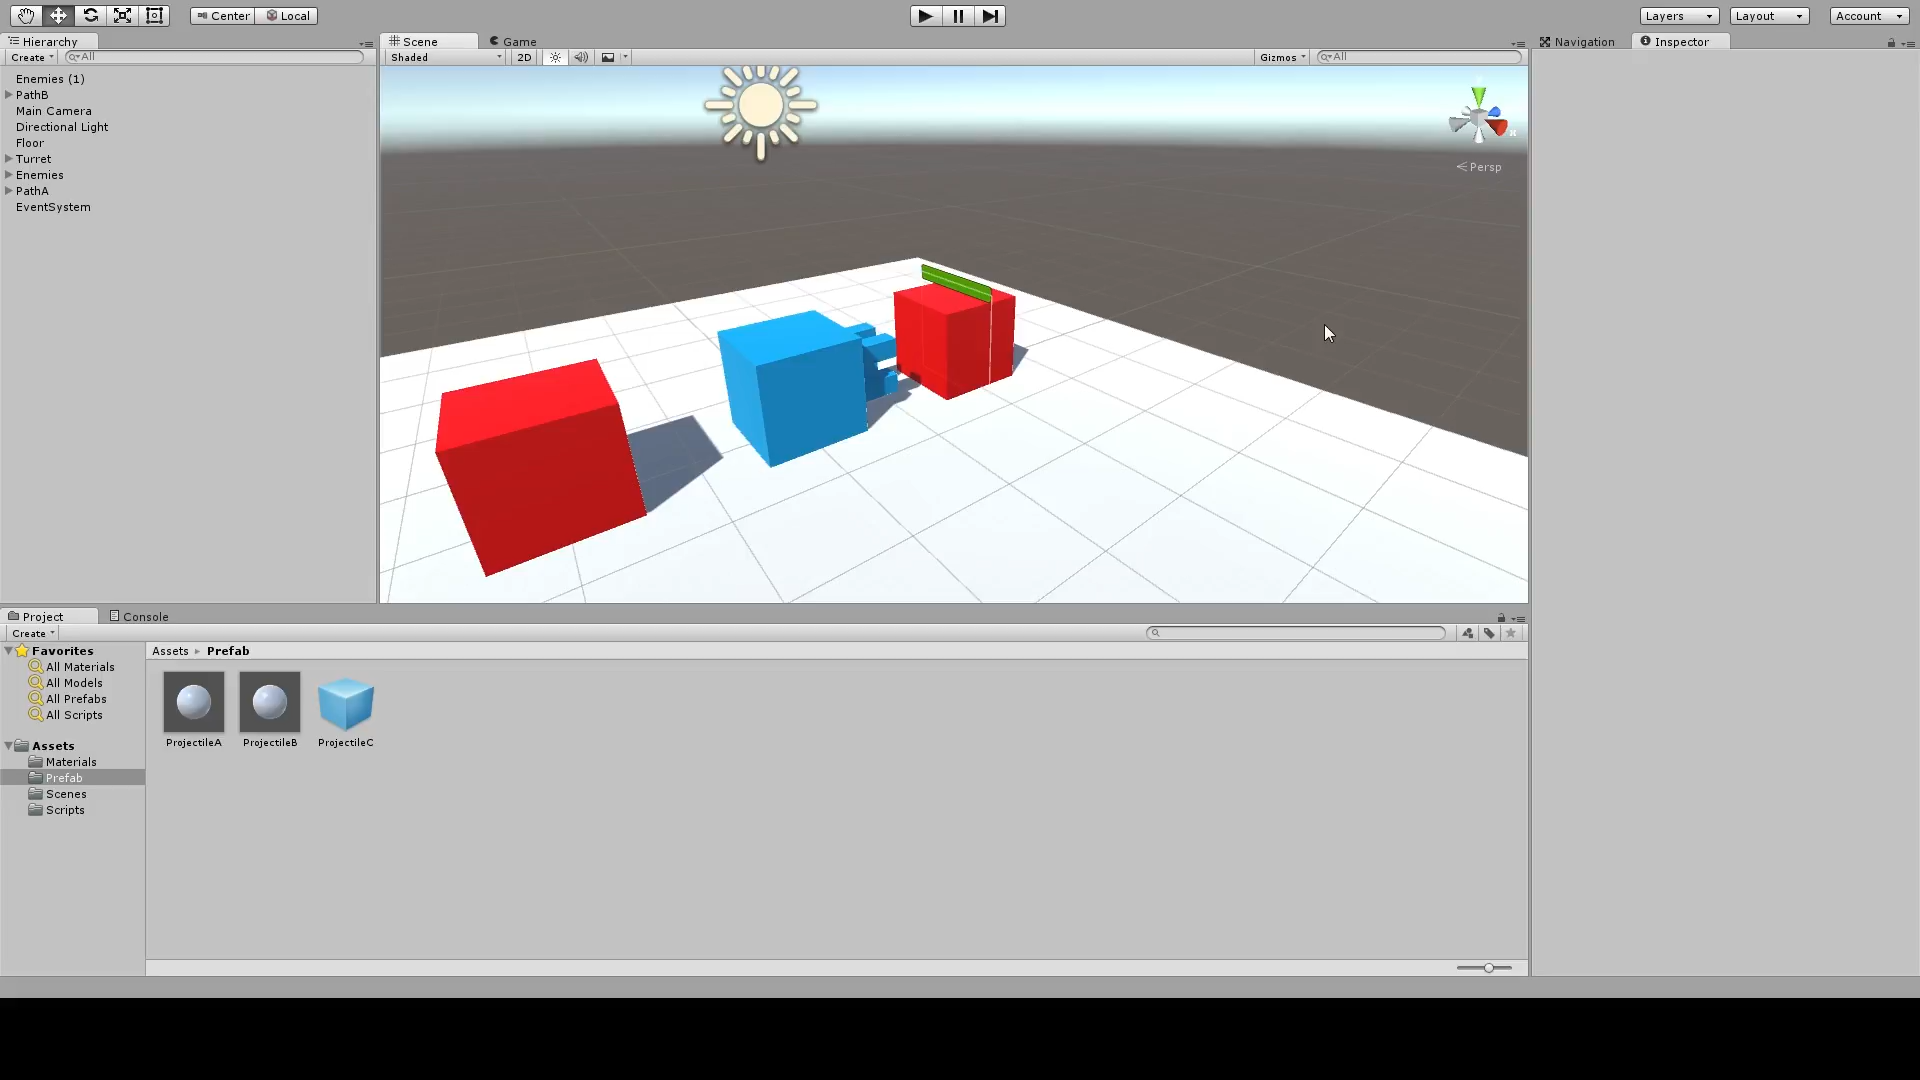 Center Local
Layers Layout Account
Hierarchy
Create All
Enemies (1)
PathB
Main Camera
Directional Light
Floor
Turret
Enemies
PathA
EventSystem
Scene Game
Shaded 2D Gizmos All
x
Persp
Navigation Inspector
Project Console
Create
Favorites
All Materials
All Models
All Prefabs
All Scripts
Assets
Materials
Prefab
Scenes
Scripts
Assets Prefab
ProjectileA ProjectileB ProjectileC